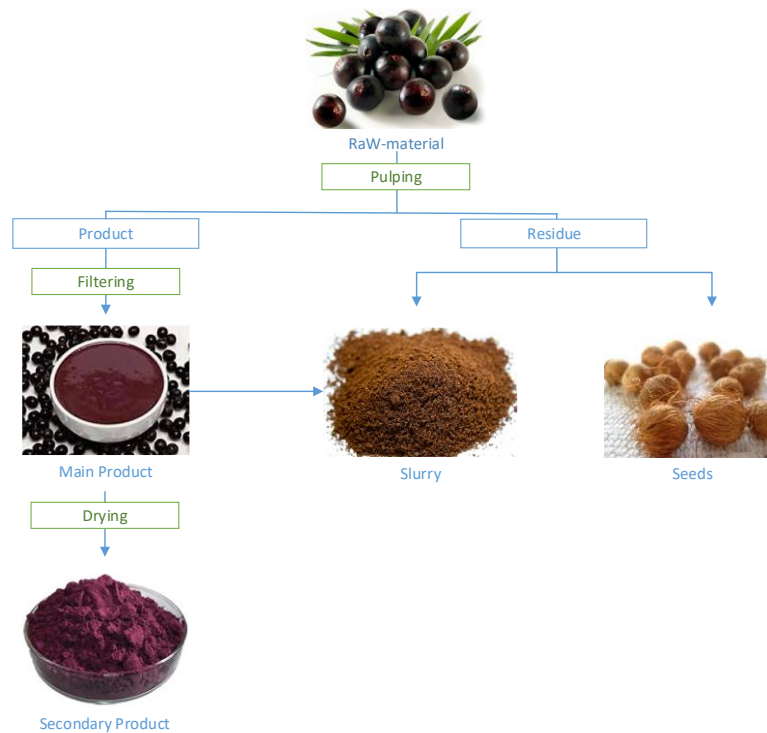 RaW-material
Pulping
Product
Residue
Filtering
Main Product
Slurry
Seeds
Drying
Secondary Product